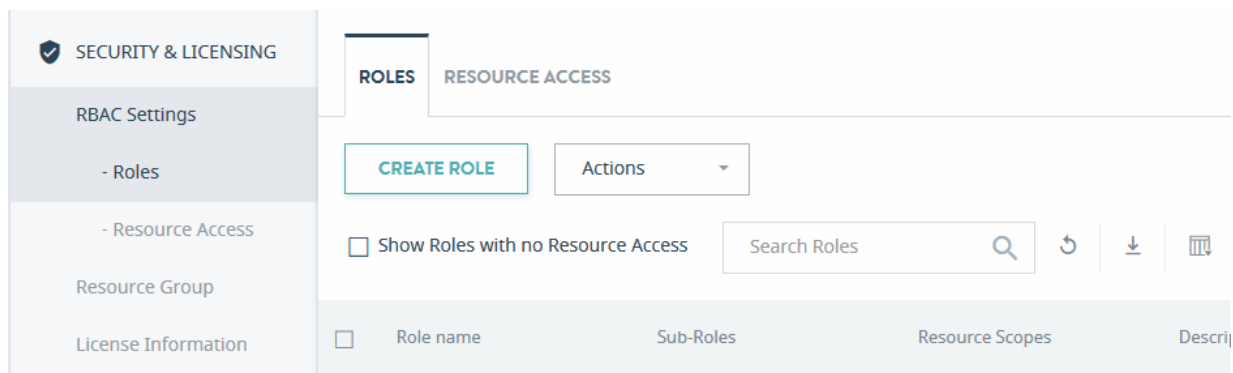 SECURITY & LICENSING
RBAC Settings
- Roles
- Resource Access
Resource Group
License Information
ROLES RESOURCE ACCESS
CREATE ROLE Actions
Show Roles with no Resource Access Search Roles
Role name Sub-Roles Resource Scopes Descri